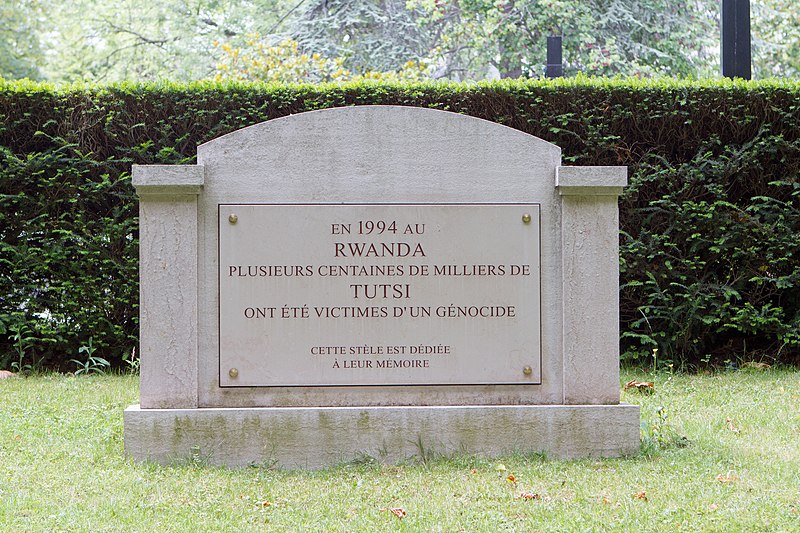 EN 1994 AU
RWANDA
PLUSIEURS CENTAINES DE MILLIERS DE
TUTSI
ONT ÉTÉ VICTIMES D'UN GÉNOCIDE
CETTE STÈLE EST DÉDIÉE
À LEUR MÉMOIRE